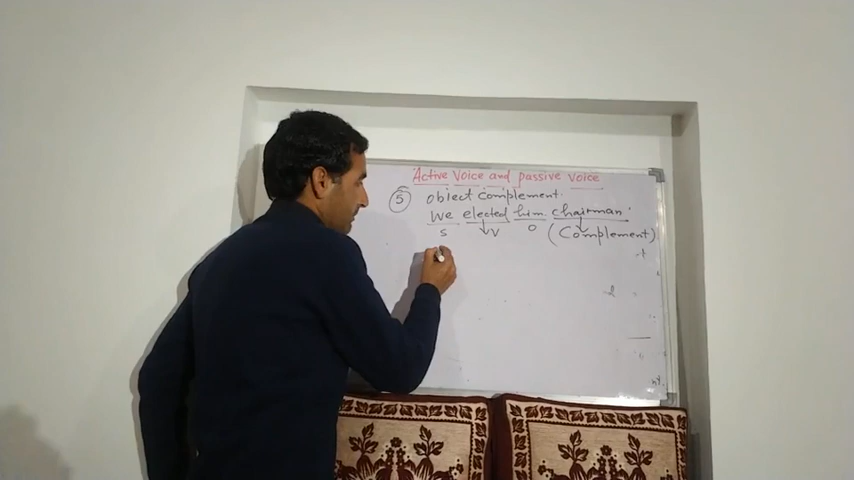 Active Voice and passive voice
5 object complement.
We elected him chairman.
S V O (Complement)